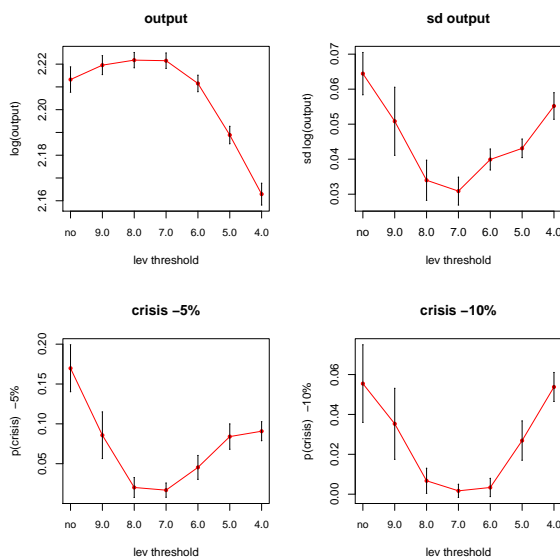 output
log(output)
2.16 2.18 2.20 2.22
no 9.0 8.0 7.0 6.0 5.0 4.0
lev threshold
sd output
sd log(output)
0.03 0.04 0.05 0.06 0.07
no 9.0 8.0 7.0 6.0 5.0 4.0
lev threshold
crisis −5%
p(crisis) −5%
0.05 0.10 0.15 0.20
no 9.0 8.0 7.0 6.0 5.0 4.0
lev threshold
crisis −10%
p(crisis) −10%
0.00 0.02 0.04 0.06
no 9.0 8.0 7.0 6.0 5.0 4.0
lev threshold